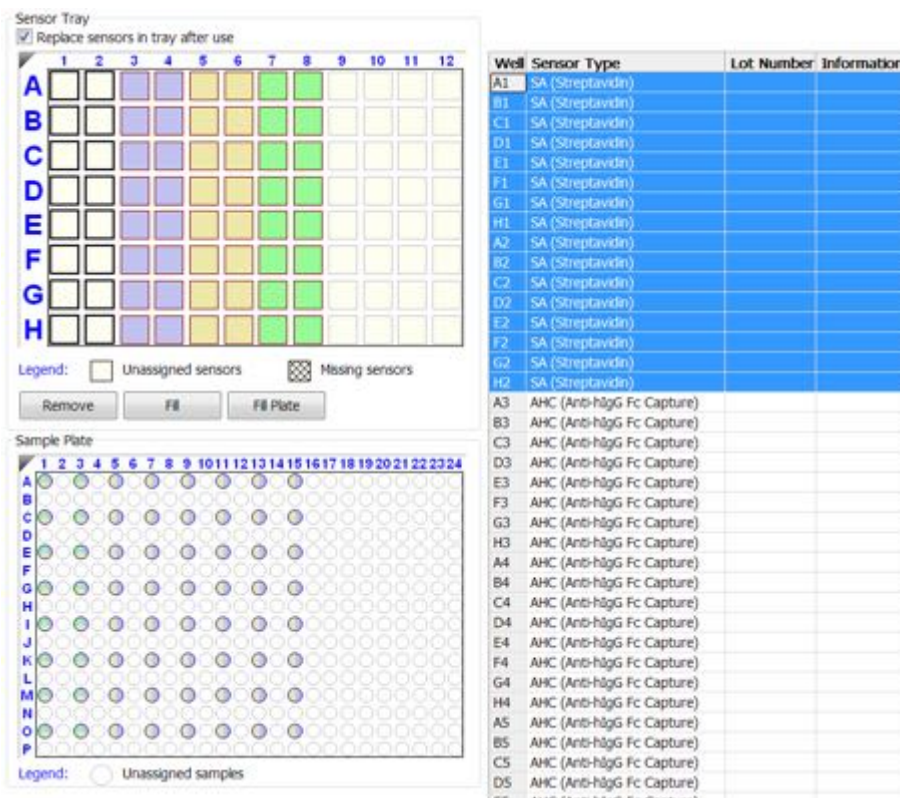 Sensor Tray
Replace sensors in tray after use
1 2 3 4 5 6 7 8 9 10 11 12
A
B
C
D
E
F
G
H
Legend: Unassigned sensors Missing sensors
Remove Fill Fill Plate
Sample Plate
1 2 3 4 5 6 7 8 9 10 11 12 13 14 15 16 17 18 19 20 21 22 23 24
A
B
C
D
E
F
G
H
I
J
K
L
M
N
O
P
Legend: Unassigned samples
Well Sensor Type Lot Number Information
A1 SA (Streptavidin)
B1 SA (Streptavidin)
C1 SA (Streptavidin)
D1 SA (Streptavidin)
E1 SA (Streptavidin)
F1 SA (Streptavidin)
G1 SA (Streptavidin)
H1 SA (Streptavidin)
A2 SA (Streptavidin)
B2 SA (Streptavidin)
C2 SA (Streptavidin)
D2 SA (Streptavidin)
E2 SA (Streptavidin)
F2 SA (Streptavidin)
G2 SA (Streptavidin)
H2 SA (Streptavidin)
A3 AHC (Anti-hIgG Fc Capture)
B3 AHC (Anti-hIgG Fc Capture)
C3 AHC (Anti-hIgG Fc Capture)
D3 AHC (Anti-hIgG Fc Capture)
E3 AHC (Anti-hIgG Fc Capture)
F3 AHC (Anti-hIgG Fc Capture)
G3 AHC (Anti-hIgG Fc Capture)
H3 AHC (Anti-hIgG Fc Capture)
A4 AHC (Anti-hIgG Fc Capture)
B4 AHC (Anti-hIgG Fc Capture)
C4 AHC (Anti-hIgG Fc Capture)
D4 AHC (Anti-hIgG Fc Capture)
E4 AHC (Anti-hIgG Fc Capture)
F4 AHC (Anti-hIgG Fc Capture)
G4 AHC (Anti-hIgG Fc Capture)
H4 AHC (Anti-hIgG Fc Capture)
A5 AHC (Anti-hIgG Fc Capture)
B5 AHC (Anti-hIgG Fc Capture)
C5 AHC (Anti-hIgG Fc Capture)
D5 AHC (Anti-hIgG Fc Capture)